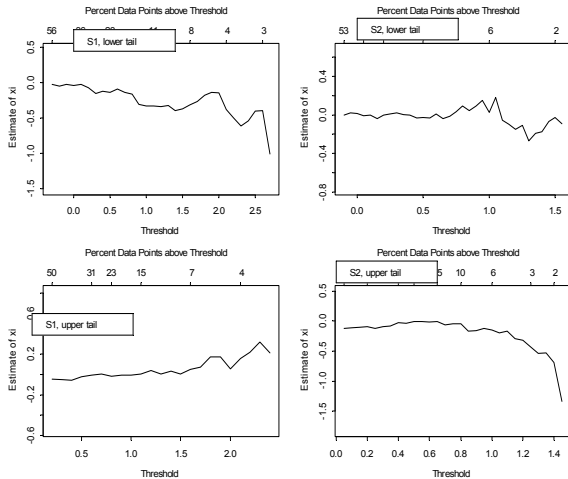 Percent Data Points above Threshold
56 11 8 4 3
S1, lower tail
Estimate of xi
0.5
0.0
-0.5
-1.0
-1.5
0.0 0.5 1.0 1.5 2.0 2.5
Threshold
Percent Data Points above Threshold
53 6 2
S2, lower tail
Estimate of xi
0.4
0.0
-0.4
-0.8
0.0 0.5 1.0 1.5
Threshold
Percent Data Points above Threshold
50 31 23 15 7 4
S1, upper tail
Estimate of xi
0.6
0.2
-0.2
-0.6
0.5 1.0 1.5 2.0
Threshold
Percent Data Points above Threshold
5 10 6 3 2
S2, upper tail
Estimate of xi
0.5
0.0
-0.5
-1.0
-1.5
0.0 0.2 0.4 0.6 0.8 1.0 1.2 1.4
Threshold